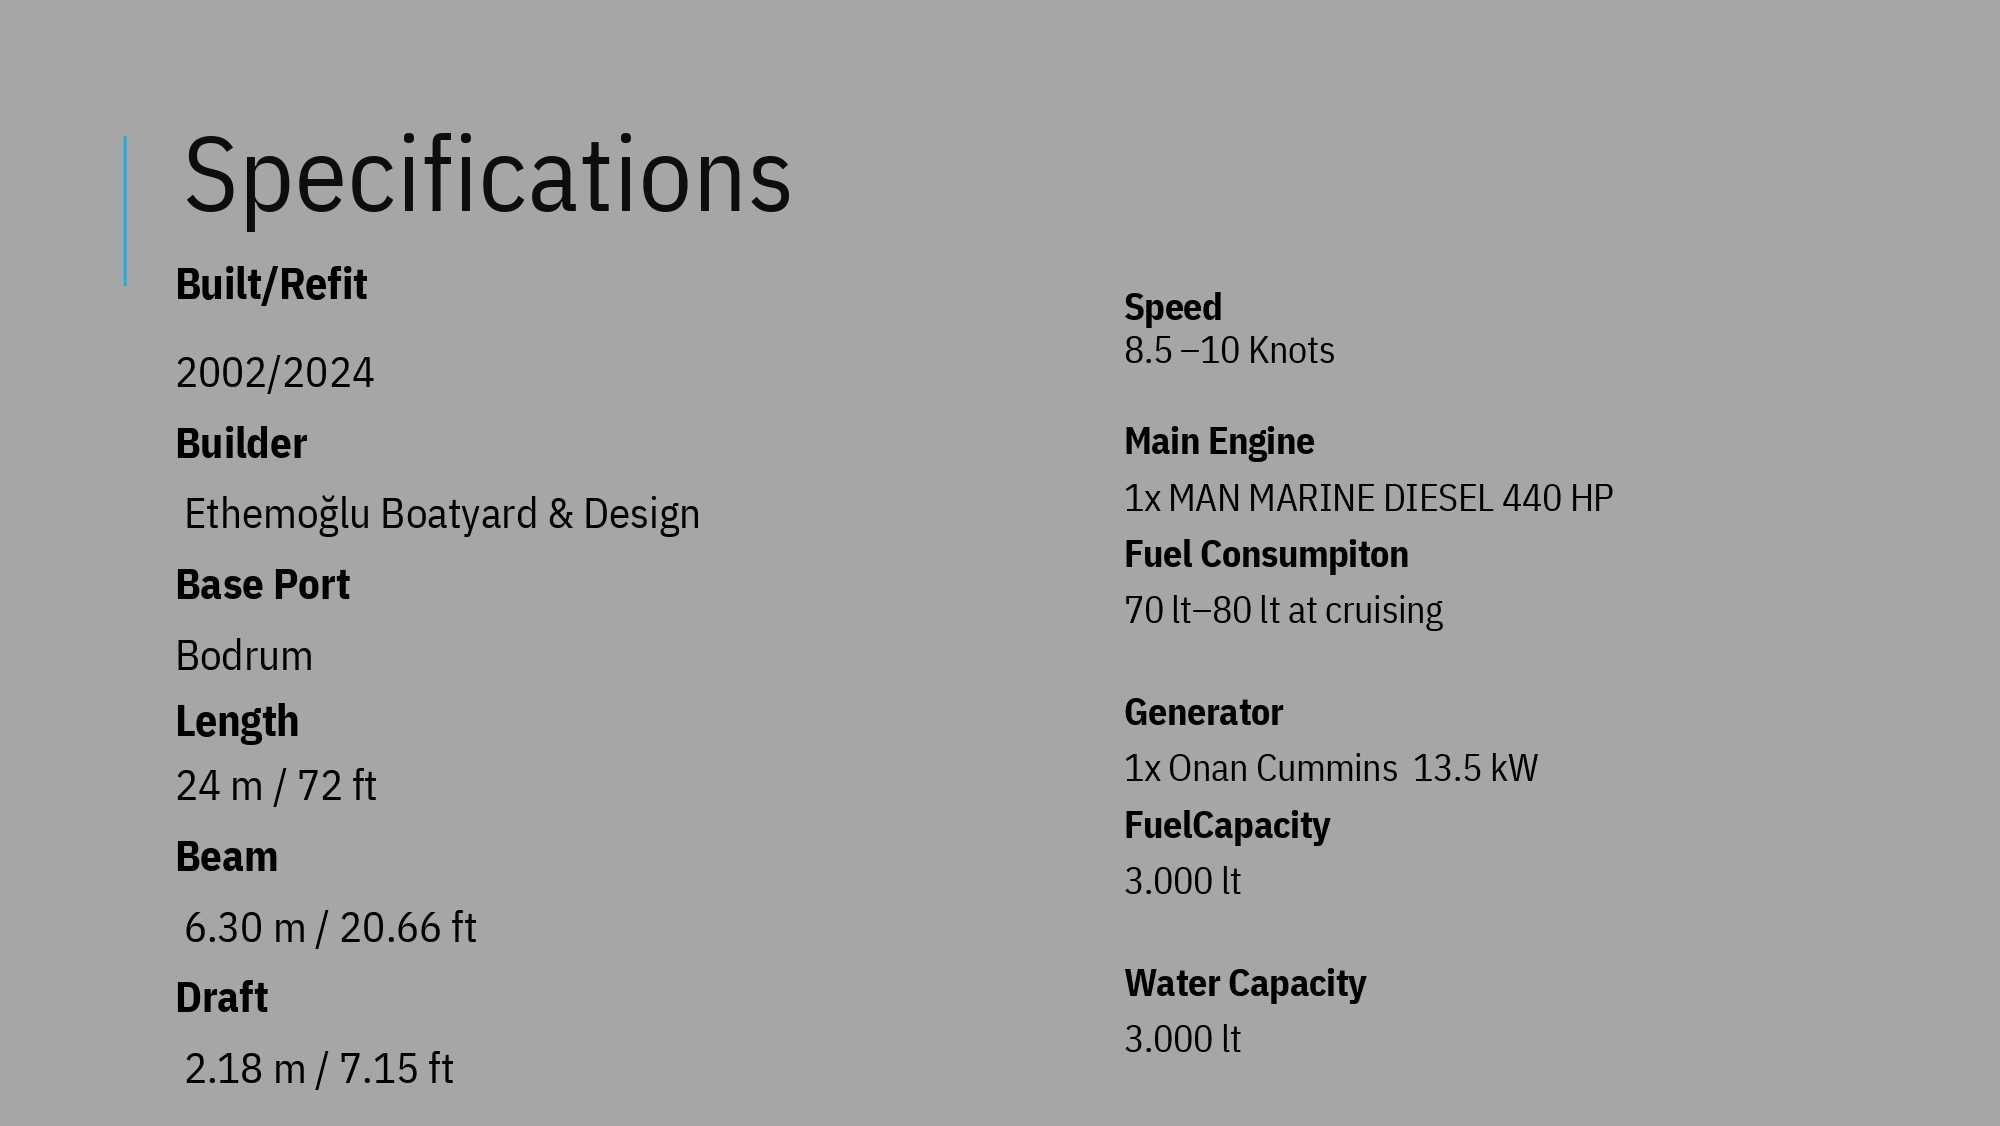 Specifications
Built/Refit
2002/2024
Builder
Ethemoğlu Boatyard & Design
Base Port
Bodrum
Length
24 m / 72 ft
Beam
6.30 m / 20.66 ft
Draft
2.18 m / 7.15 ft
Speed
8.5 –10 Knots
Main Engine
1x MAN MARINE DIESEL 440 HP
Fuel Consumpiton
70 lt–80 lt at cruising
Generator
1x Onan Cummins  13.5 kW
FuelCapacity
3.000 lt
Water Capacity
3.000 lt